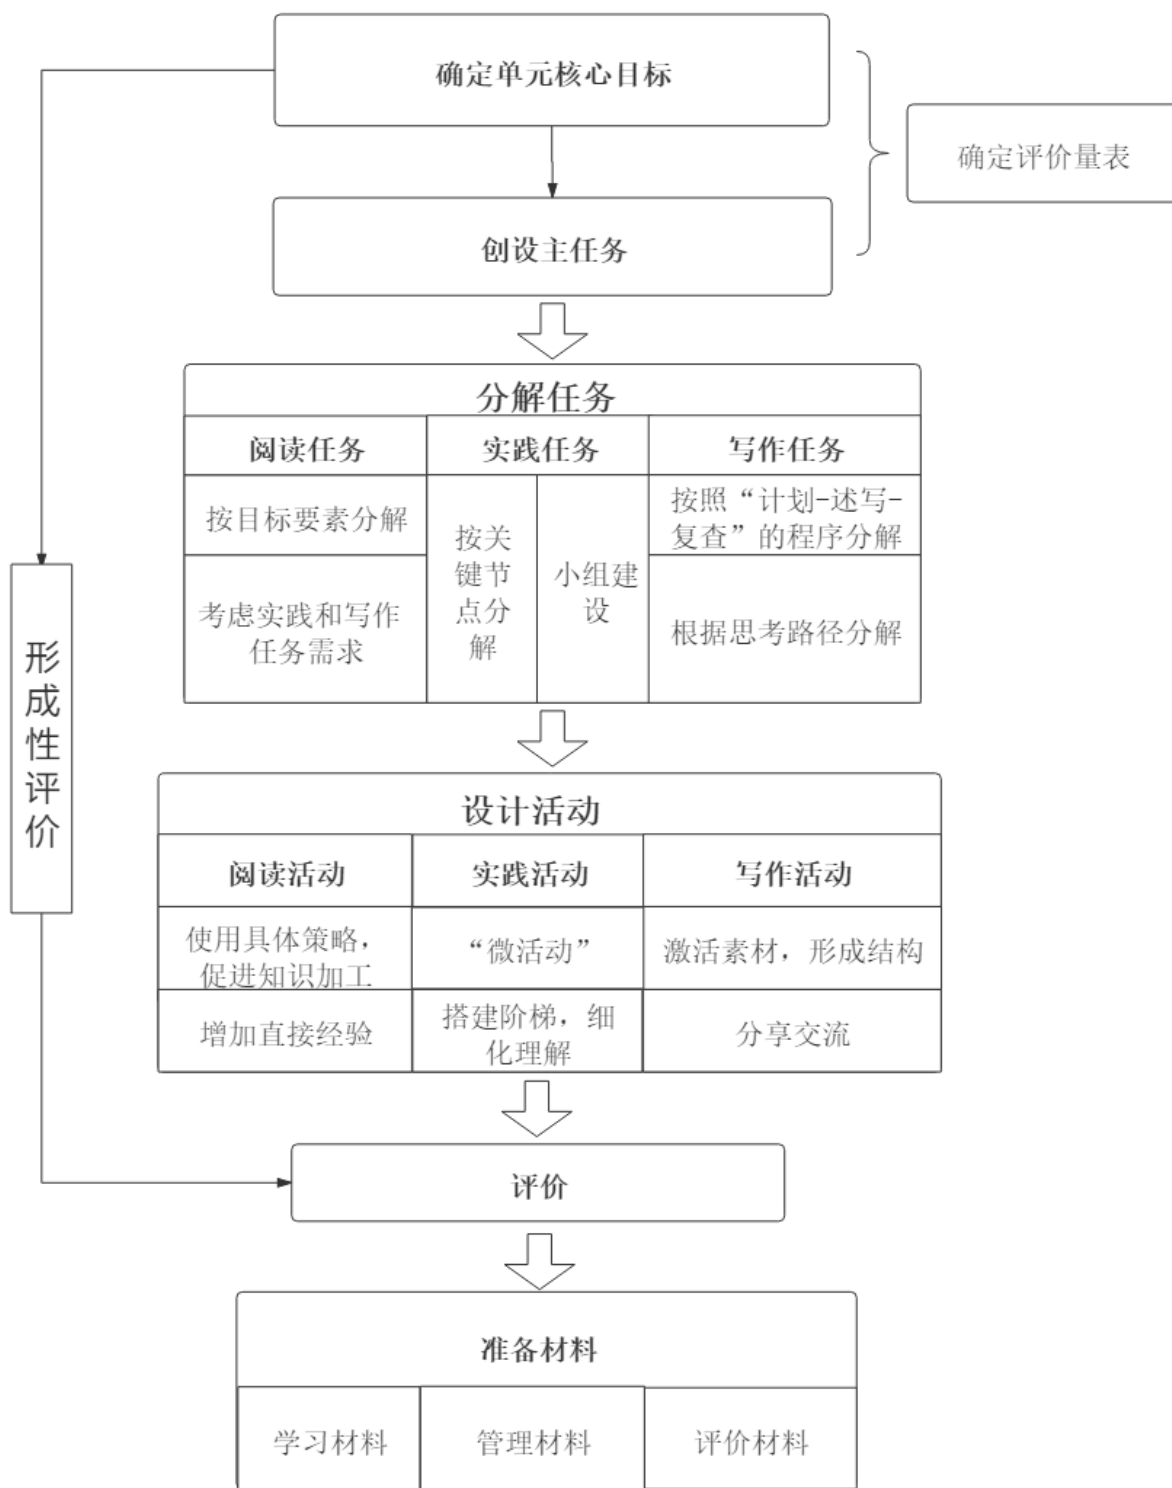 确定单元核心目标
确定评价量表
创设主任务
分解任务
阅读任务
实践任务
写作任务
按目标要素分解
考虑实践和写作
任务需求
按关
键节
点分
解
小组建
设
按照“计划-述写-
复查”的程序分解
根据思考路径分解
形
成
性
评
价
设计活动
阅读活动
实践活动
写作活动
使用具体策略，
促进知识加工
“微活动”
激活素材，形成结构
增加直接经验
搭建阶梯，细
化理解
分享交流
评价
准备材料
学习材料
管理材料
评价材料